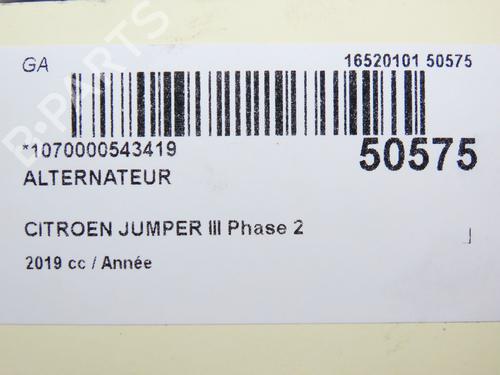 GA 16520101 50575
*1070000543419 50575
ALTERNATEUR
CITROEN JUMPER III Phase 2
2019 cc / Année
B-PARTS